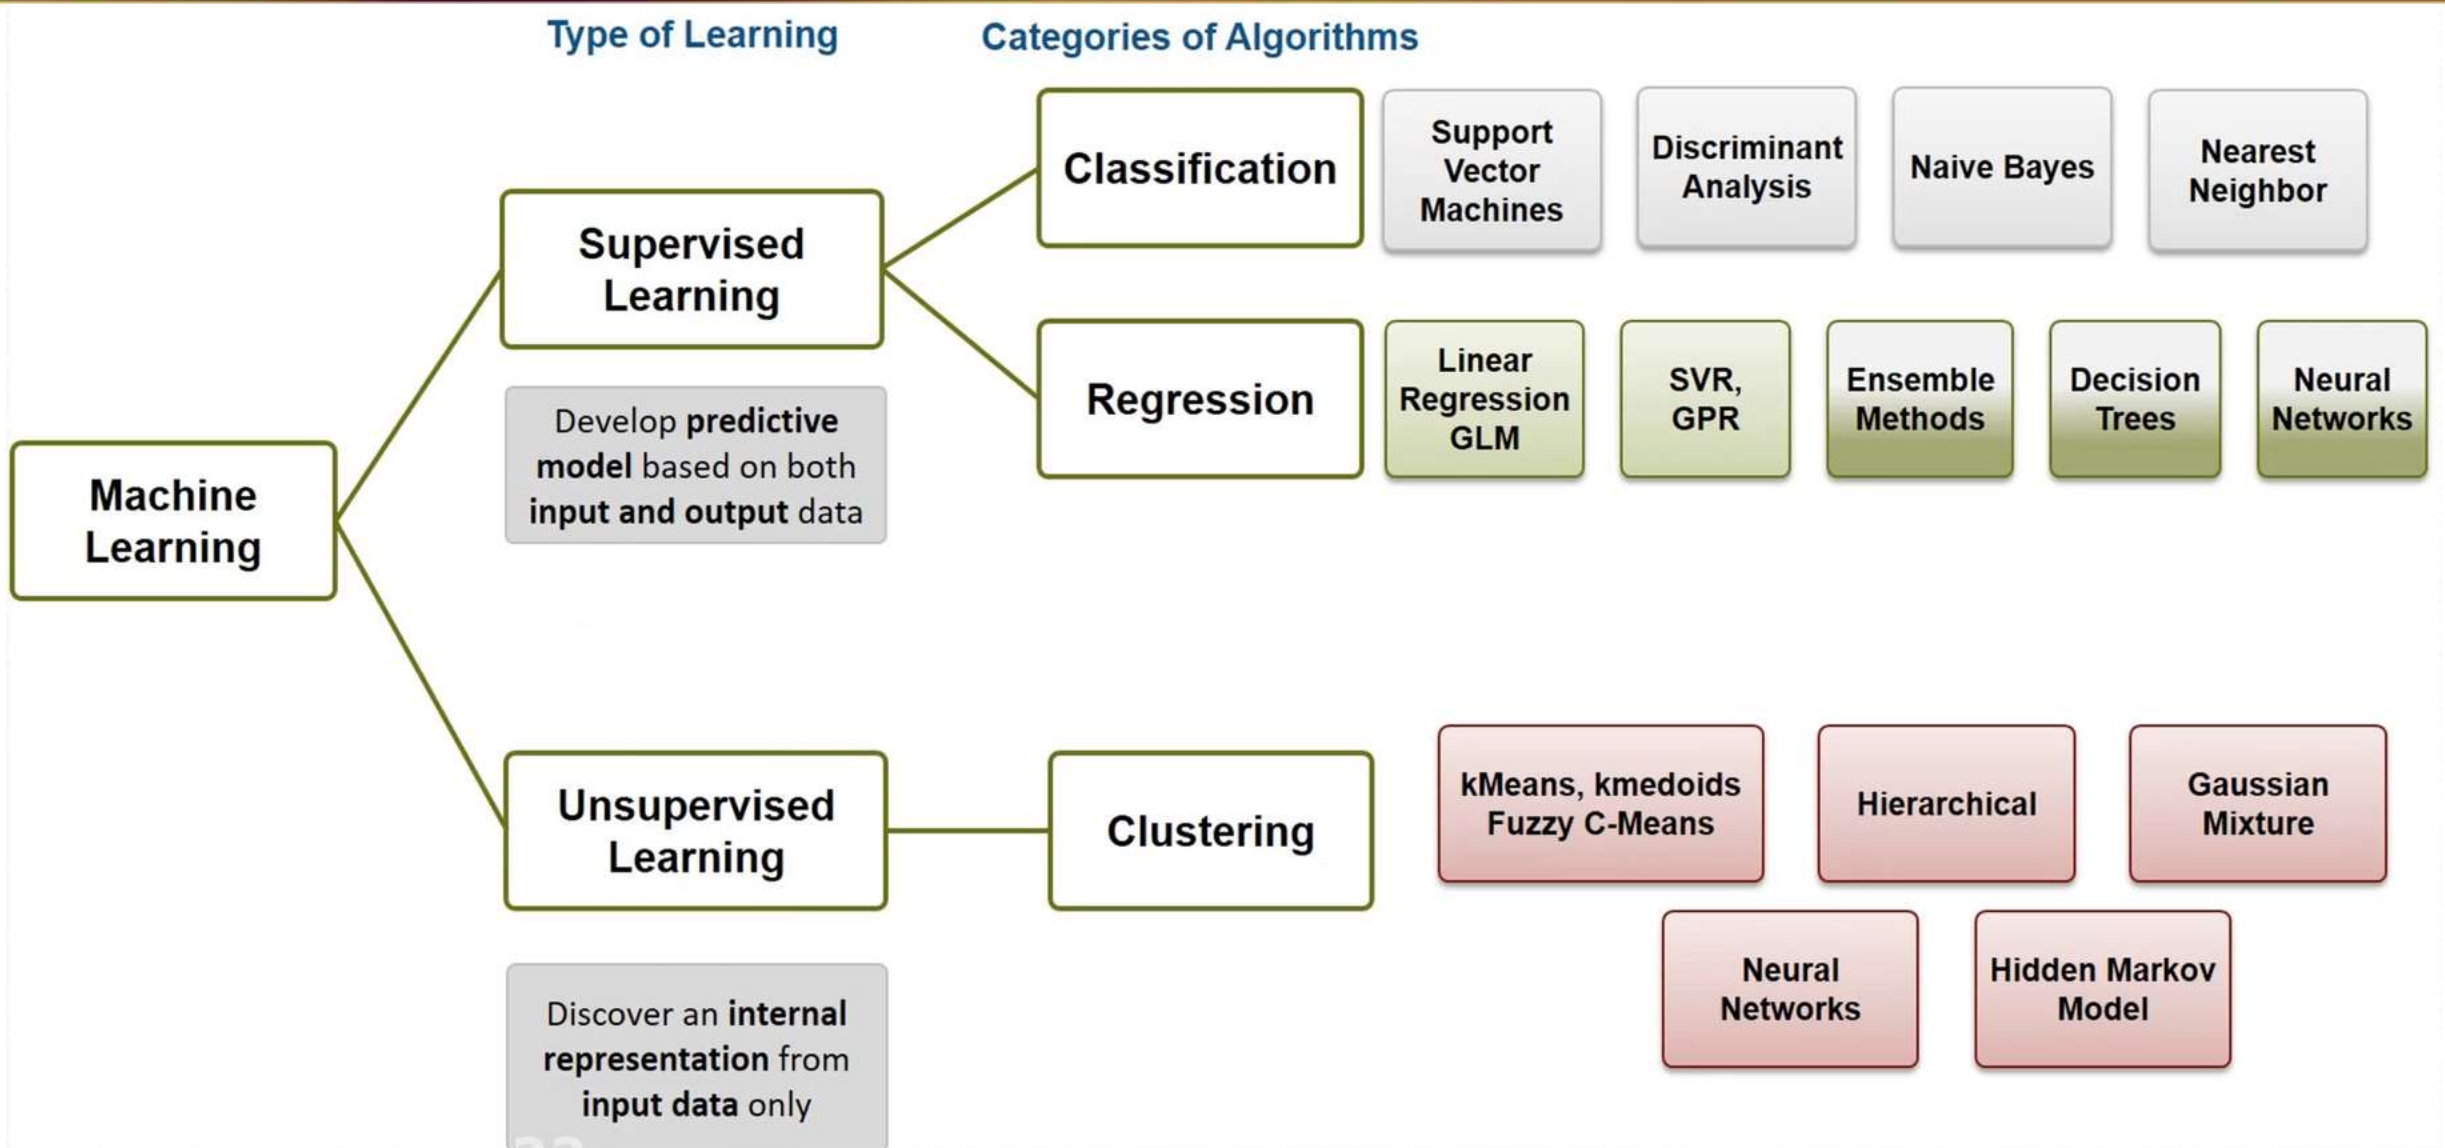 Type of Learning
Categories of Algorithms
Classification
Support
Vector
Machines
Discriminant
Analysis
Naive Bayes
Nearest
Neighbor
Supervised
Learning
Regression
Linear
Regression
GLM
SVR,
GPR
Ensemble
Methods
Decision
Trees
Neural
Networks
Develop predictive
model based on both
input and output data
Machine
Learning
Unsupervised
Learning
Clustering
kMeans, kmedoids
Fuzzy C-Means
Hierarchical
Gaussian
Mixture
Neural
Networks
Hidden Markov
Model
Discover an internal
representation from
input data only